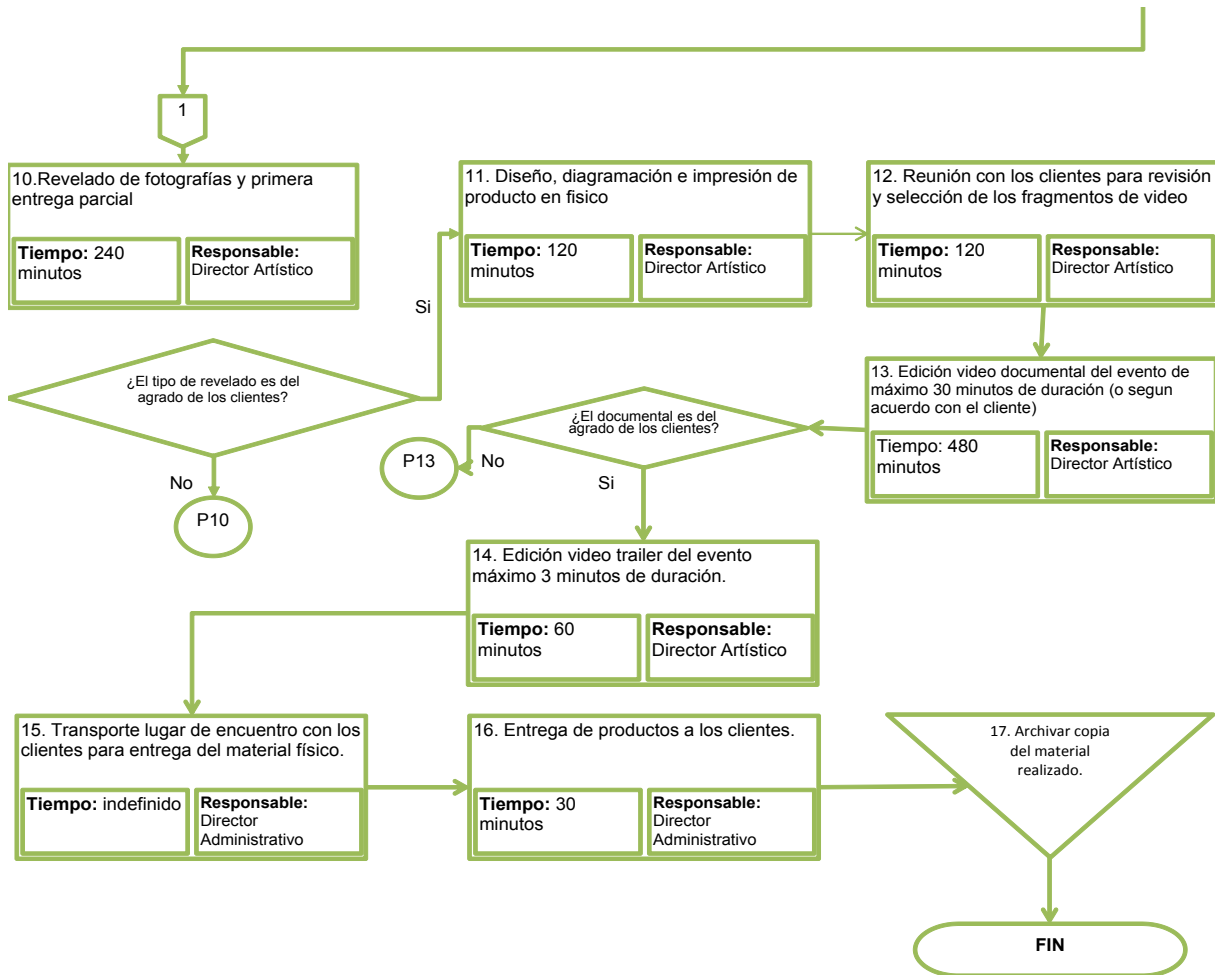 1
10.Revelado de fotografías y primera
entrega parcial
Tiempo: 240
minutos
Responsable:
Director Artístico
¿El tipo de revelado es del
agrado de los clientes?
Si
No
P10
11. Diseño, diagramación e impresión de
producto en fisico
Tiempo: 120
minutos
Responsable:
Director Artístico
12. Reunión con los clientes para revisión
y selección de los fragmentos de video
Tiempo: 120
minutos
Responsable:
Director Artístico
13. Edición video documental del evento de
máximo 30 minutos de duración (o segun
acuerdo con el cliente)
Tiempo: 480
minutos
Responsable:
Director Artístico
¿El documental es del
agrado de los clientes?
No
P13
Si
14. Edición video trailer del evento
máximo 3 minutos de duración.
Tiempo: 60
minutos
Responsable:
Director Artístico
15. Transporte lugar de encuentro con los
clientes para entrega del material físico.
Tiempo: indefinido
Responsable:
Director
Administrativo
16. Entrega de productos a los clientes.
Tiempo: 30
minutos
Responsable:
Director
Administrativo
17. Archivar copia
del material
realizado.
FIN